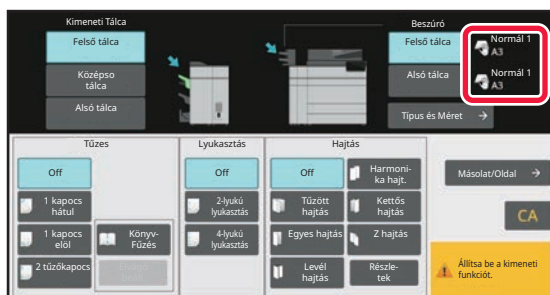 Kimeneti Tálca
Felső tálca
Középso
tálca
Alsó tálca
Beszúró
Felső tálca
Normál 1
A3
Alsó tálca
Normál 1
A3
Típus és Méret
Tűzes
Off
1 kapocs
hátul
1 kapocs
elöl
Könyv-
Fűzés
2 tűzőkapocs
Lyukasztás
Off
2-lyukú
lyukasztás
4-lyukú
lyukasztás
Hajtás
Off
Harmoni-
ka hajt.
Tűzött
hajtás
Kettős
hajtás
Egyes hajtás
Z hajtás
Levél
hajtás
Részle-
tek
Másolat/Oldal
CA
Állítsa be a kimeneti
funkciót.